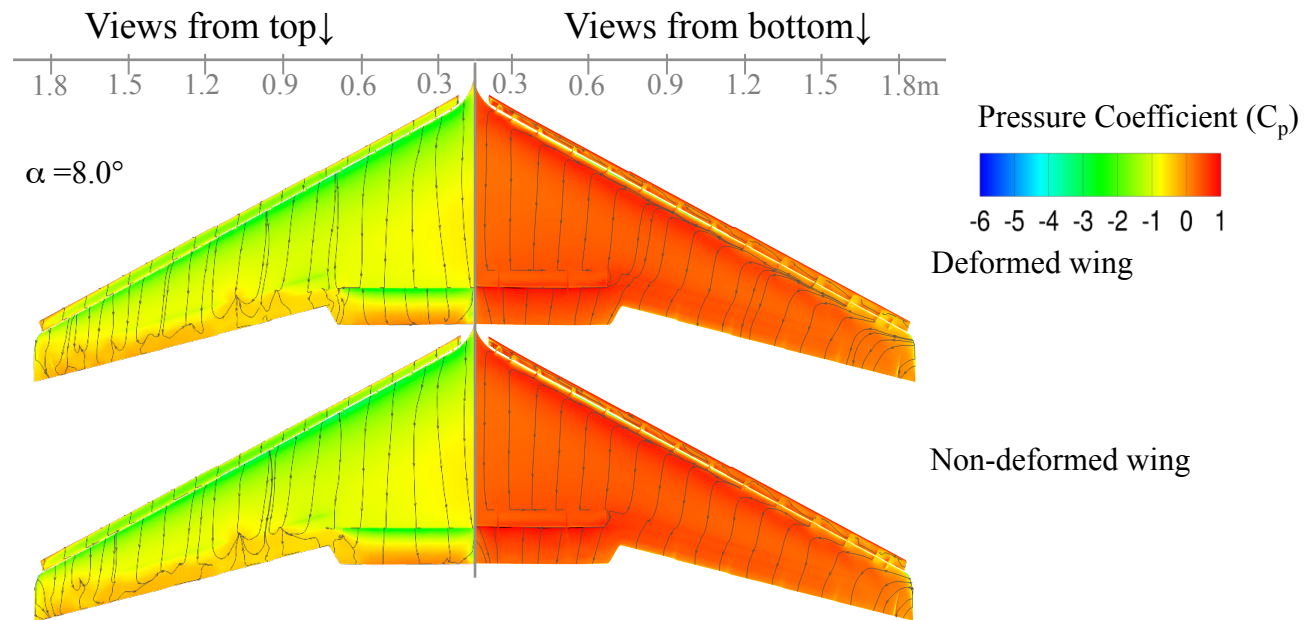 Views from top↓ Views from bottom↓
1.8 1.5 1.2 0.9 0.6 0.3 0.3 0.6 0.9 1.2 1.5 1.8m
Pressure Coefficient (Cp)
α =8.0°
-6 -5 -4 -3 -2 -1 0 1
Deformed wing
Non-deformed wing